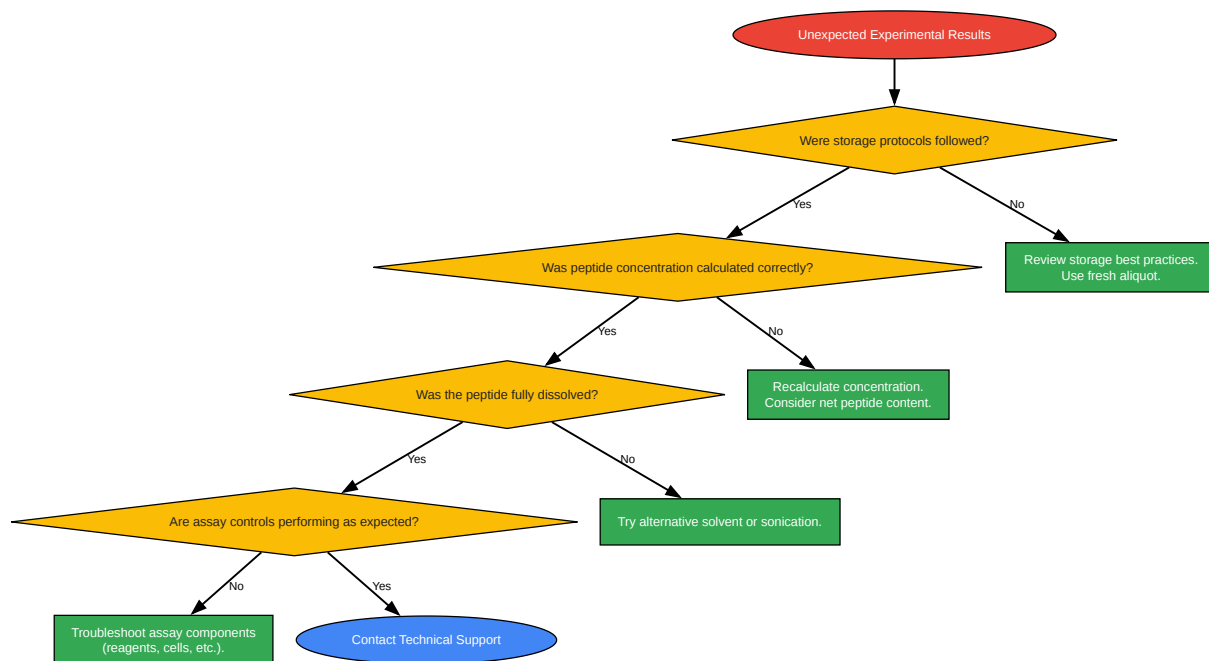 Unexpected Experimental Results
Were storage protocols followed?
Yes
No
Was peptide concentration calculated correctly?
Review storage best practices.
Use fresh aliquot.
Yes
No
Was the peptide fully dissolved?
Recalculate concentration.
Consider net peptide content.
Yes
No
Are assay controls performing as expected?
Try alternative solvent or sonication.
No
Yes
Troubleshoot assay components
(reagents, cells, etc.).
Contact Technical Support